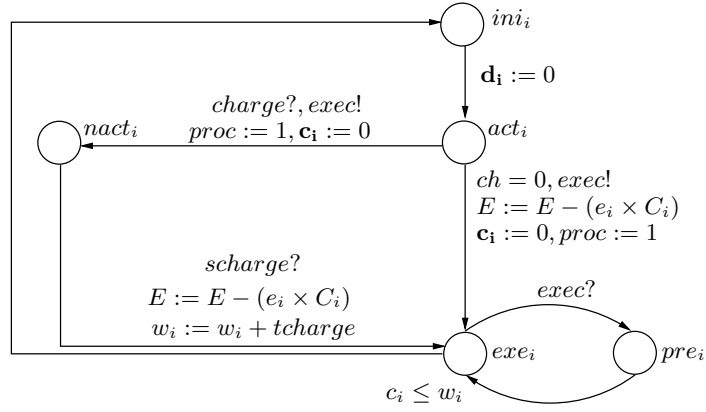 ini_i
d_i := 0
charge?, exec!
proc := 1, c_i := 0
nact_i
act_i
ch = 0, exec!
E := E − (e_i × C_i)
c_i := 0, proc := 1
scharge?
E := E − (e_i × C_i)
w_i := w_i + tcharge
exec?
exe_i
pre_i
c_i ≤ w_i